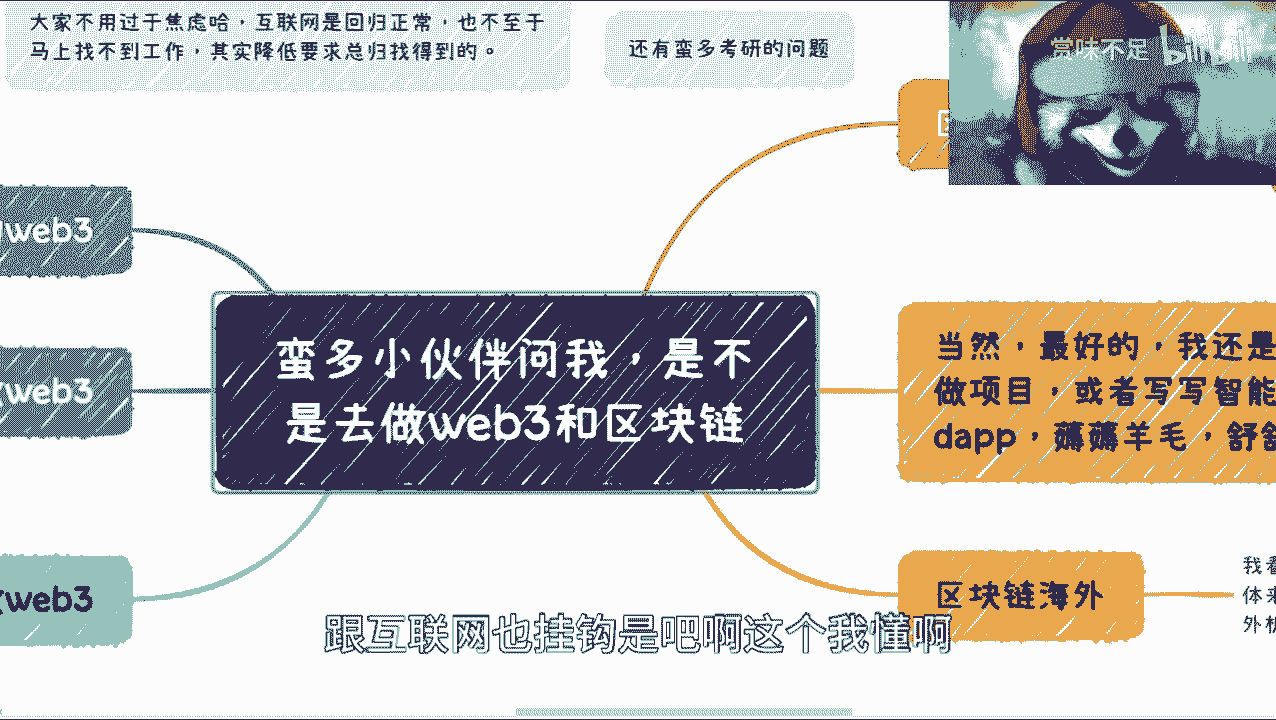 大家不用过于焦虑哈，互联网是回归正常，也不至于
马上找不到工作，其实降低要求总归找得到的。
还有蛮多考研的问题
赏味不足 bilibili
区
web3
蛮多小伙伴问我，是不
是去做web3和区块链
web3
当然，最好的，我还是
做项目，或者写写智能
dapp，薅薅羊毛，舒
web3
区块链海外
我看
体来
外机
跟互联网也挂钩是吧啊这个我懂啊